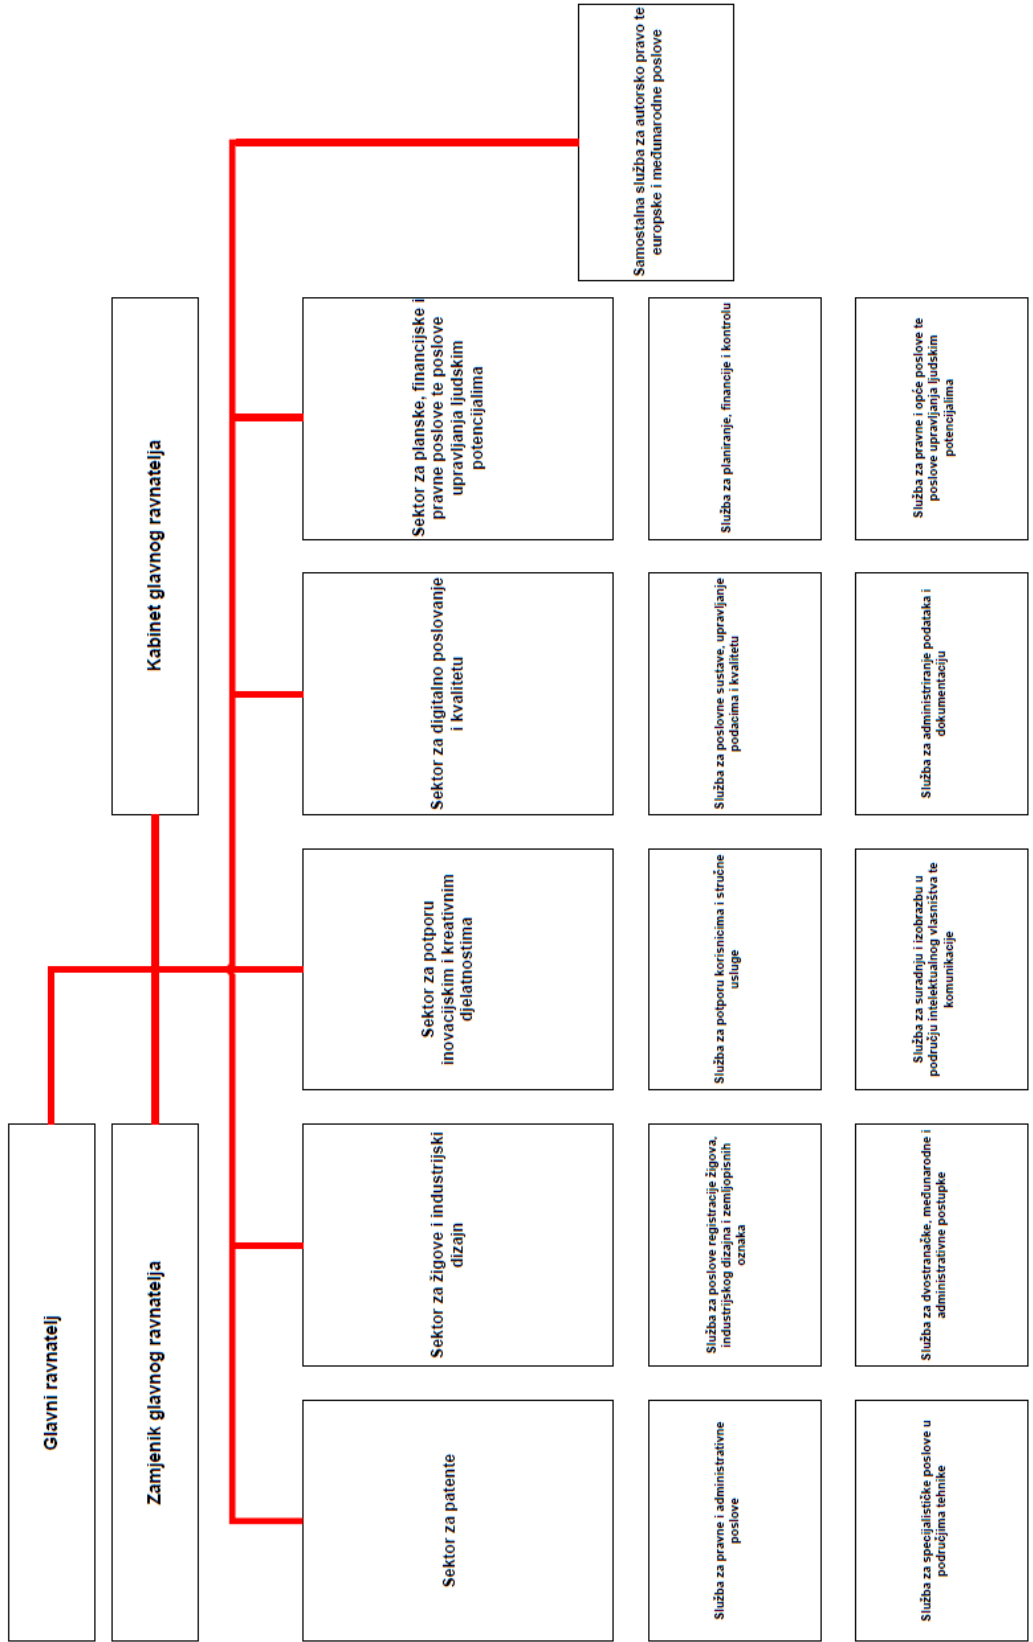 Glavni ravnatelj
Zamjenik glavnog ravnatelja
Kabinet glavnog ravnatelja
Sektor za patente
Sektor za žigove i industrijski
dizajn
Sektor za potporu
inovacijskim i kreativnim
djelatnostima
Sektor za digitalno poslovanje
i kvalitetu
Sektor za planske, financijske i
pravne poslove te poslove
upravljanja ljudskim
potencijalima
Samostalna služba za autorsko pravo te
europske i međunarodne poslove
Služba za pravne i administrativne
poslove
Služba za poslove registracije žigova,
industrijskog dizajna i zemljopisnih
oznaka
Služba za potporu korisnicima i stručne
usluge
Služba za poslovne sustave, upravljanje
podacima i kvalitetu
Služba za planiranje, financije i kontrolu
Služba za specijalističke poslove u
područjima tehnike
Služba za dvostranačke, međunarodne i
administrativne postupke
Služba za suradnju i izobrazbu u
području intelektualnog vlasništva te
komunikacije
Služba za administriranje podataka i
dokumentaciju
Služba za pravne i opće poslove te
poslove upravljanja ljudskim
potencijalima